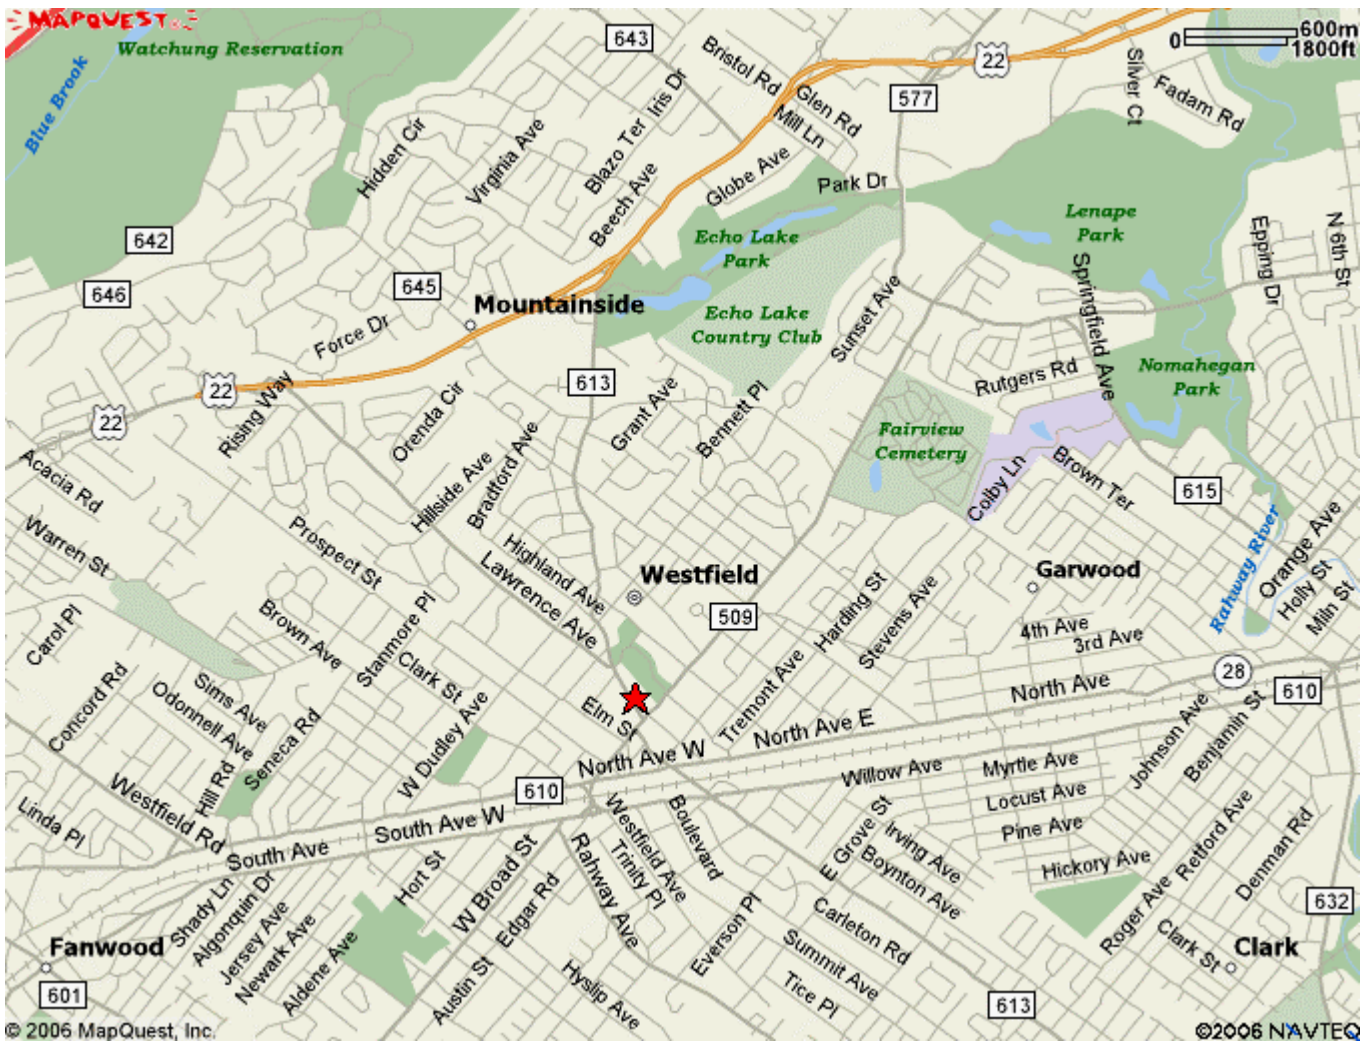 MAPQUEST
Watchung Reservation
Blue Brook
643
Bristol Rd
22
0
600m
1800ft
577
Silver Ct
Fadam Rd
Glen Rd
Mill Ln
Iris Dr
Blazo Ter
Hidden Cir
Virginia Ave
Beech Ave
Globe Ave
Park Dr
642
646
645
Echo Lake
Park
Lenape
Park
Epping Dr
N 6th St
Springfield Ave
Mountainside
Force Dr
Echo Lake
Country Club
Sunset Ave
Nomahegan
Park
22
22
613
Rising Way
Orenda Cir
Grant Ave
Bennett Pl
Rutgers Rd
Fairview
Cemetery
Acacia Rd
Hillside Ave
Bradford Ave
Colby Ln
Brown Ter
615
Warren St
Prospect St
Highland Ave
Lawrence Ave
Westfield
Garwood
Rahway River
Orange Ave
Holly St
Miln St
509
Carol Pl
Brown Ave
Stanmore Pl
Harding St
Stevens Ave
4th Ave
3rd Ave
Clark St
Concord Rd
Sims Ave
Odonnell Ave
Seneca Rd
Hill Rd
W Dudley Ave
Elm St
Tremont Ave
North Ave W
North Ave E
North Ave
28
610
Johnson Ave
Benjamin St
Linda Pl
Westfield Rd
610
South Ave W
South Ave
Willow Ave
Myrtle Ave
Locust Ave
Pine Ave
Hickory Ave
Westfield Ave
Trinity Pl
Boulevard
E Grove St
Irving Ave
Boynton Ave
Retford Ave
Denman Rd
Roger Ave
Clark St
632
Shady Ln
Algonquin Dr
Jersey Ave
Newark Ave
Aldene Ave
Hort St
W Broad St
Edgar Rd
Austin St
Rahway Ave
Hyslip Ave
Everson Pl
Carleton Rd
Summit Ave
Tice Pl
Fanwood
601
613
Clark
© 2006 MapQuest, Inc.
©2006 NAVTEQ